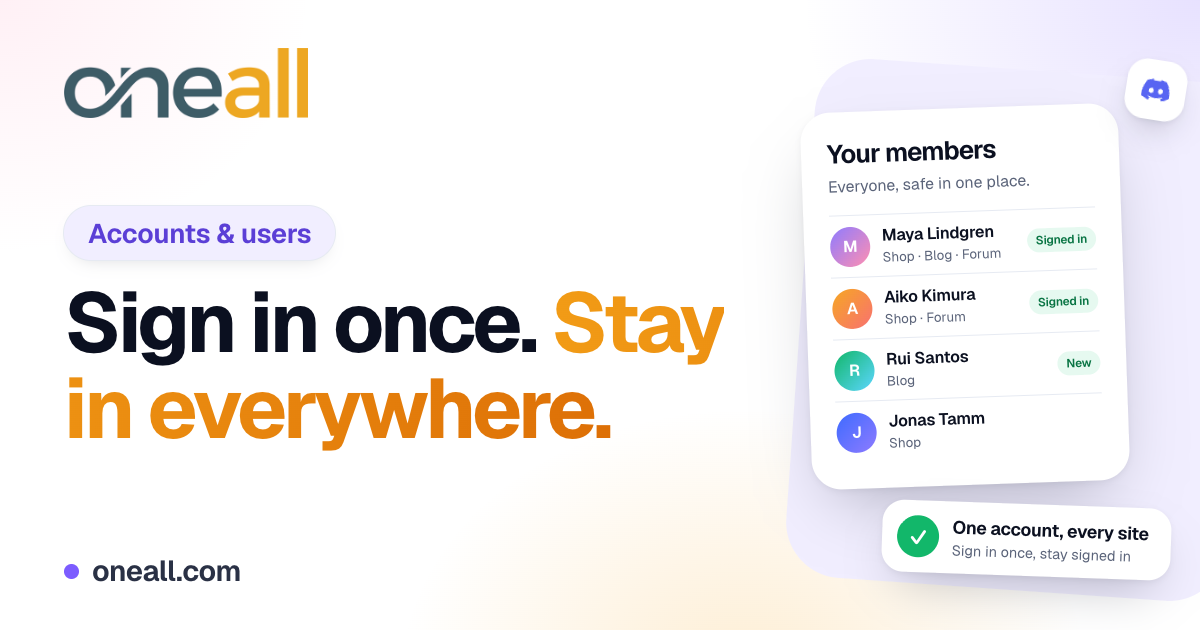 oneall
Accounts & users
Sign in once. Stay
in everywhere.
oneall.com
Your members
Everyone, safe in one place.
M
Maya Lindgren
Shop · Blog · Forum
Signed in
A
Aiko Kimura
Shop · Forum
Signed in
R
Rui Santos
Blog
New
J
Jonas Tamm
Shop
One account, every site
Sign in once, stay signed in